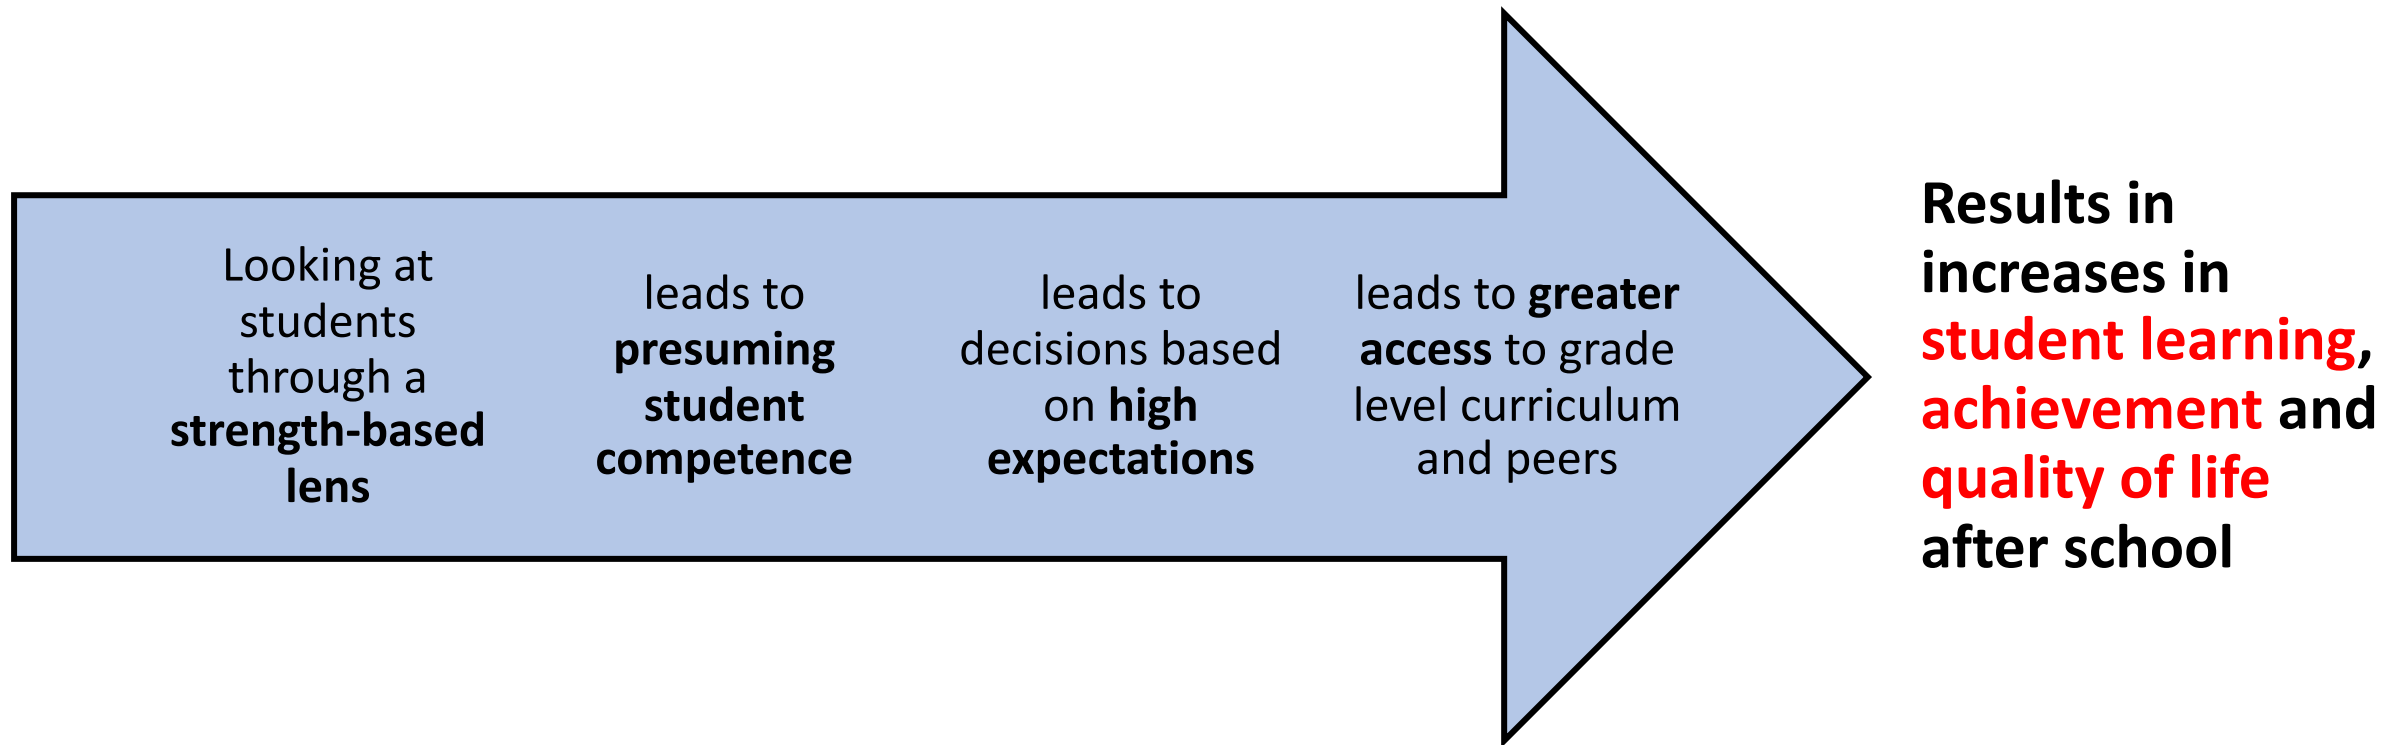 Looking at
students
through a
strength-based
lens
leads to
presuming
student
competence
leads to
decisions based
on high
expectations
leads to greater
access to grade
level curriculum
and peers
Results in
increases in
student learning,
achievement and
quality of life
after school